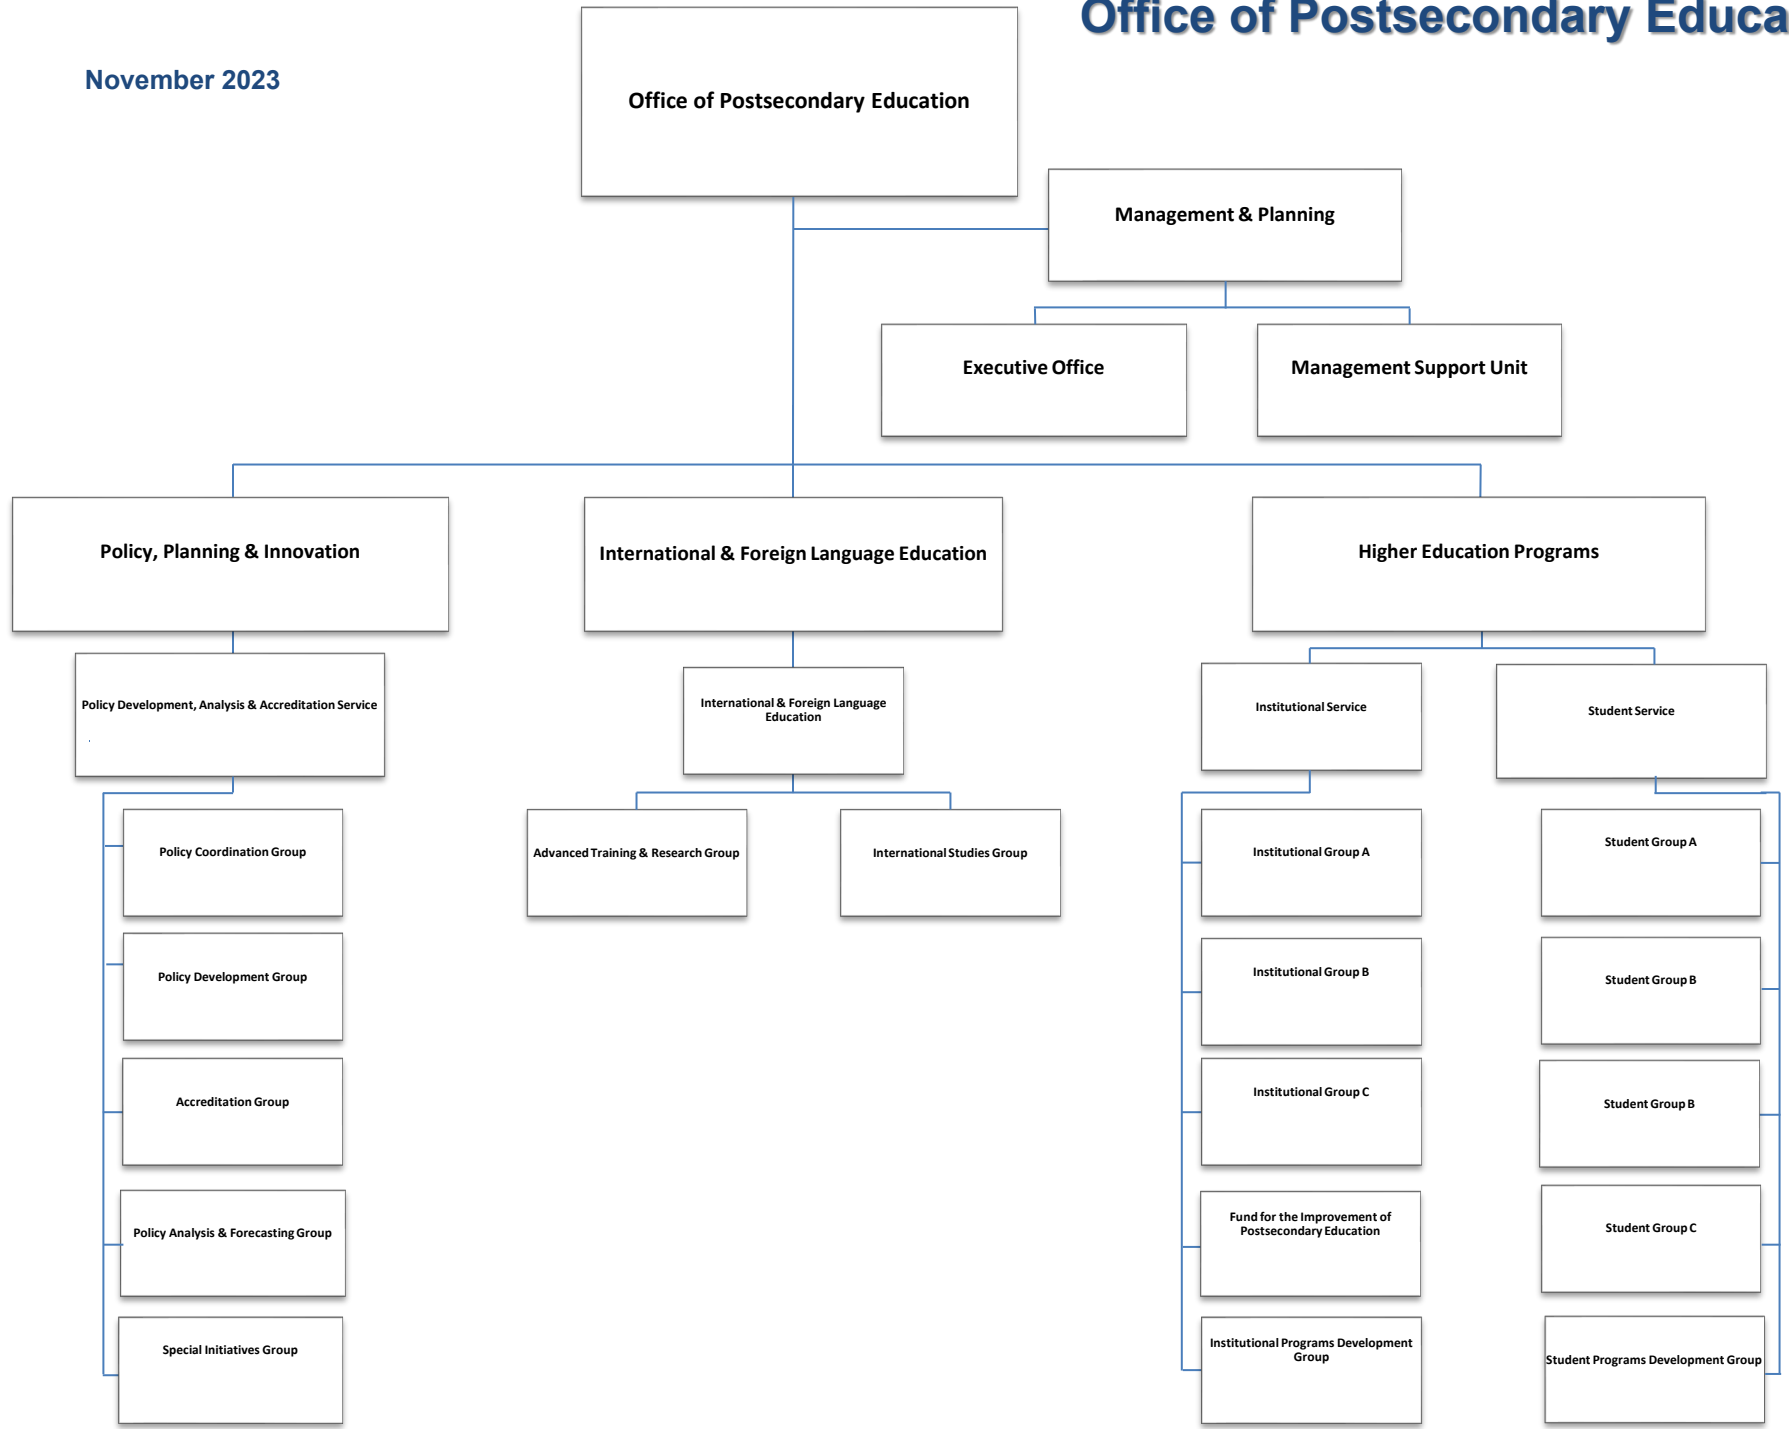 Office of Postsecondary Educa
November 2023
Office of Postsecondary Education
Management & Planning
Executive Office
Management Support Unit
Policy, Planning & Innovation
International & Foreign Language Education
Higher Education Programs
Policy Development, Analysis & Accreditation Service
.
International & Foreign Language
Education
Institutional Service
Student Service
Policy Coordination Group
Advanced Training & Research Group
International Studies Group
Institutional Group A
Student Group A
Policy Development Group
Institutional Group B
Student Group B
Accreditation Group
Institutional Group C
Student Group B
Policy Analysis & Forecasting Group
Fund for the Improvement of
Postsecondary Education
Student Group C
Special Initiatives Group
Institutional Programs Development
Group
Student Programs Development Group